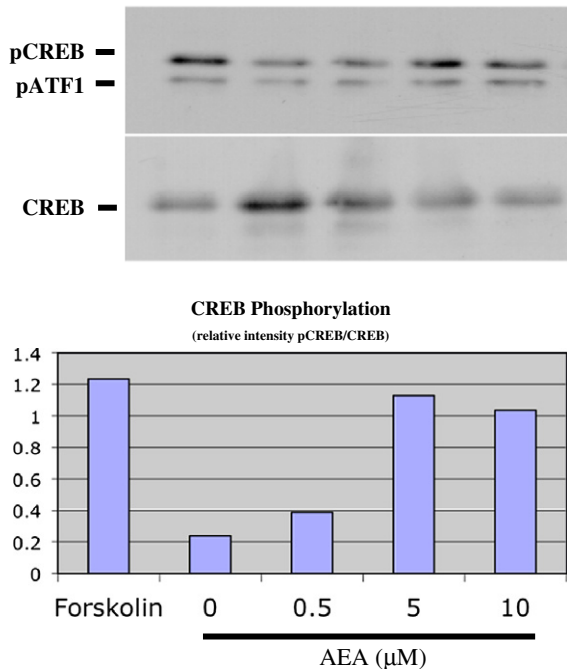 pCREB
pATF1
CREB
CREB Phosphorylation
(relative intensity pCREB/CREB)
1.4
1.2
1
0.8
0.6
0.4
0.2
0
Forskolin 0 0.5 5 10
AEA (μM)